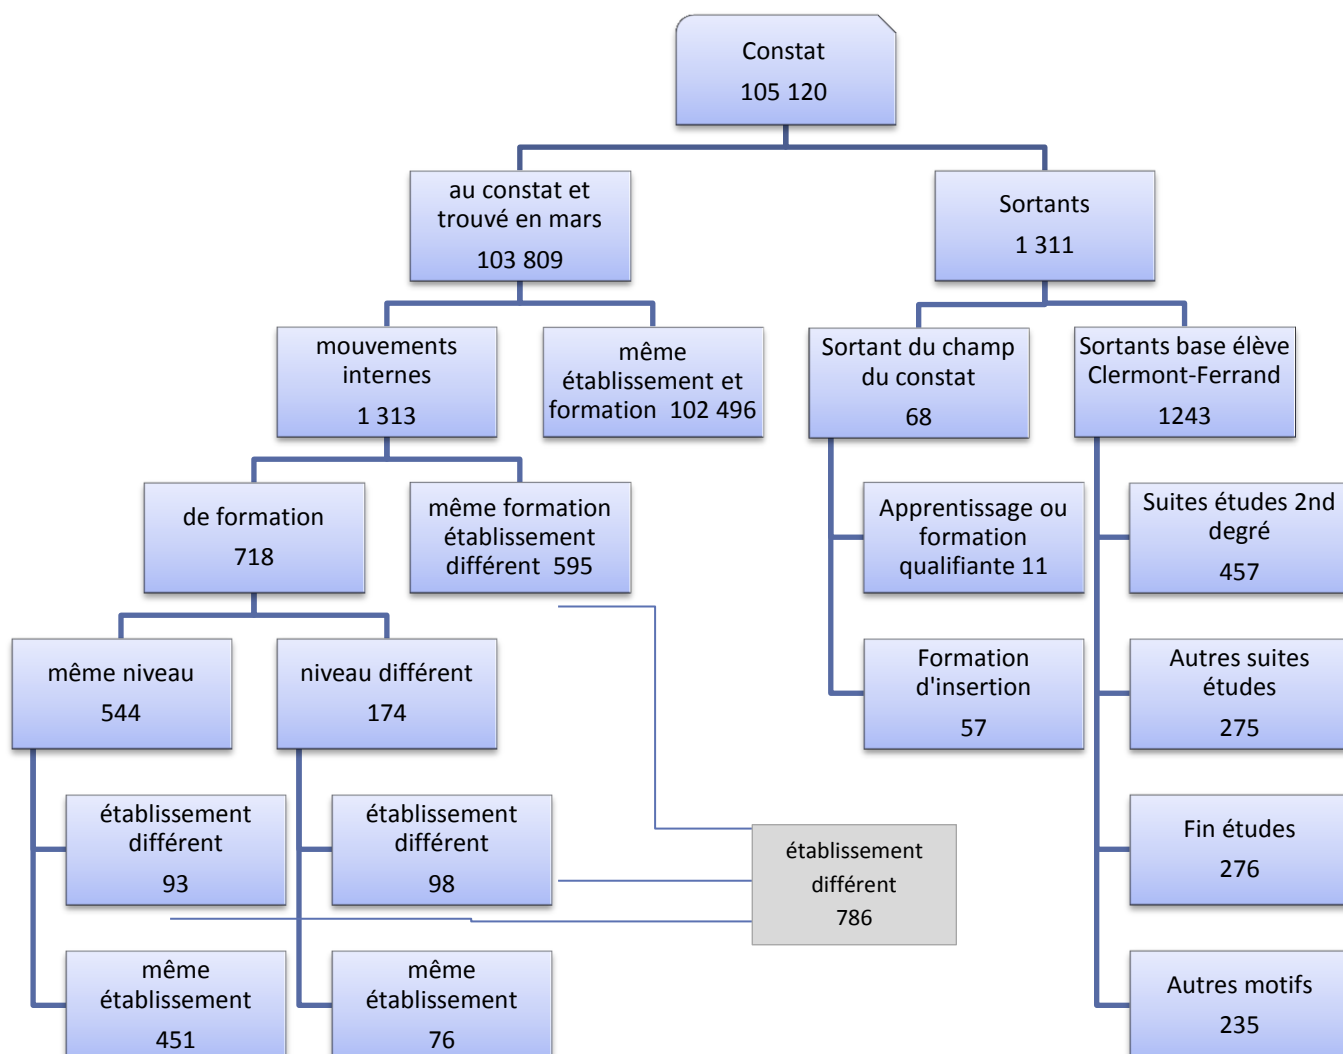 Constat
105 120
au constat et
trouvé en mars
103 809
Sortants
1 311
mouvements
internes
1 313
même
établissement et
formation 102 496
Sortant du champ
du constat
68
Sortants base élève
Clermont-Ferrand
1243
de formation
718
même formation
établissement
différent 595
Apprentissage ou
formation
qualifiante 11
Suites études 2nd
degré
457
même niveau
544
niveau différent
174
Formation
d'insertion
57
Autres suites
études
275
établissement
différent
93
établissement
différent
98
établissement
différent
786
Fin études
276
même
établissement
451
même
établissement
76
Autres motifs
235